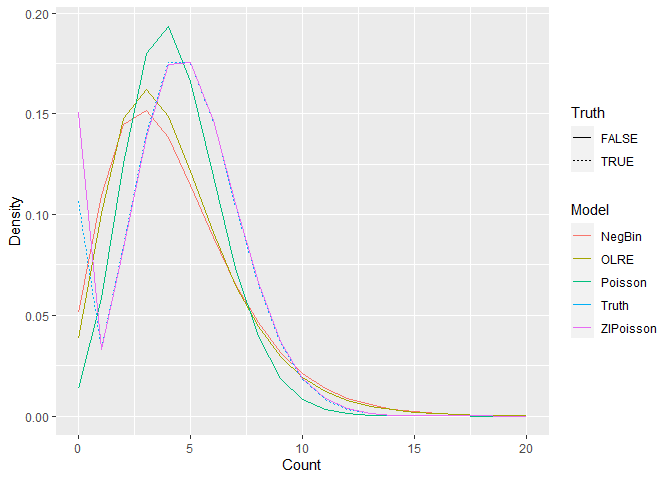 0.20
0.15
0.10
0.05
0.00
Density
0
5
10
15
20
Count
Truth
FALSE
TRUE
Model
NegBin
OLRE
Poisson
Truth
ZIPoisson